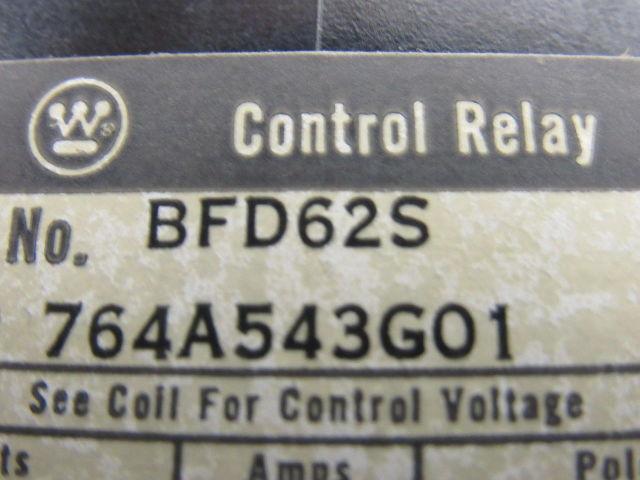 W
Control Relay
No. BFD62S
764A543G01
See Coil For Control Voltage
Amps